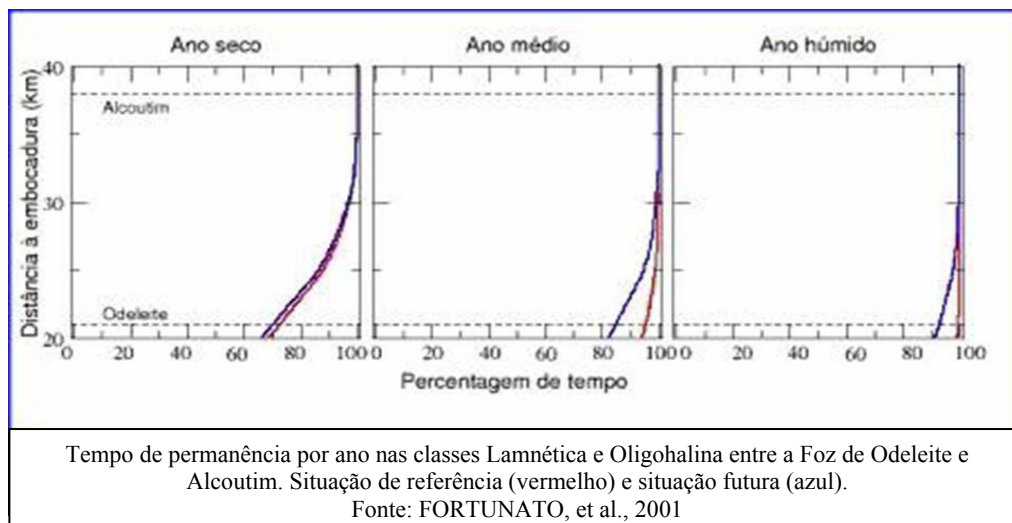 Ano seco Ano médio Ano húmido
Distância à embocadura (km)
40
Alcoutim
30
Odeleite
20
0 20 40 60 80 100 0 20 40 60 80 100 0 20 40 60 80 100
Percentagem de tempo
Tempo de permanência por ano nas classes Lamnética e Oligohalina entre a Foz de Odeleite e
Alcoutim. Situação de referência (vermelho) e situação futura (azul).
Fonte: FORTUNATO, et al., 2001